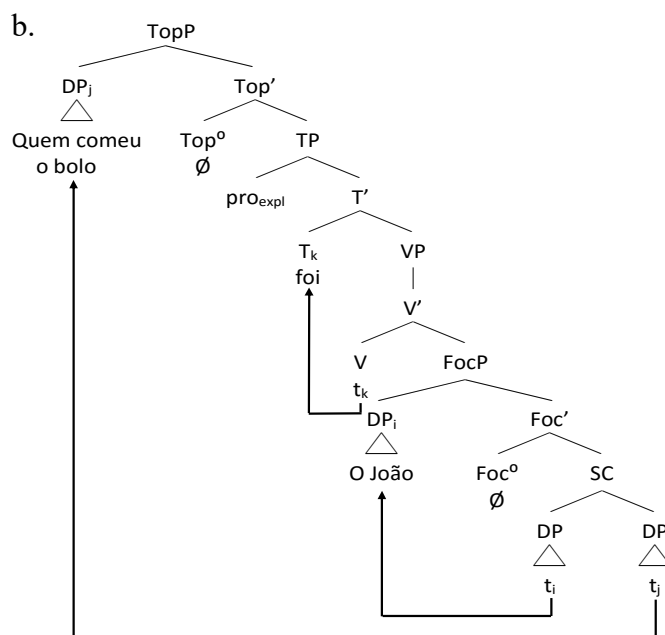 b.
TopP
DPⱼ Top’
Quem comeu Topº TP
o bolo Ø
proₑₓₚₗ T’
Tₖ VP
foi
V’
V FocP
tₖ
DPᵢ Foc’
O João Focº SC
Ø
DP DP
tᵢ tⱼ